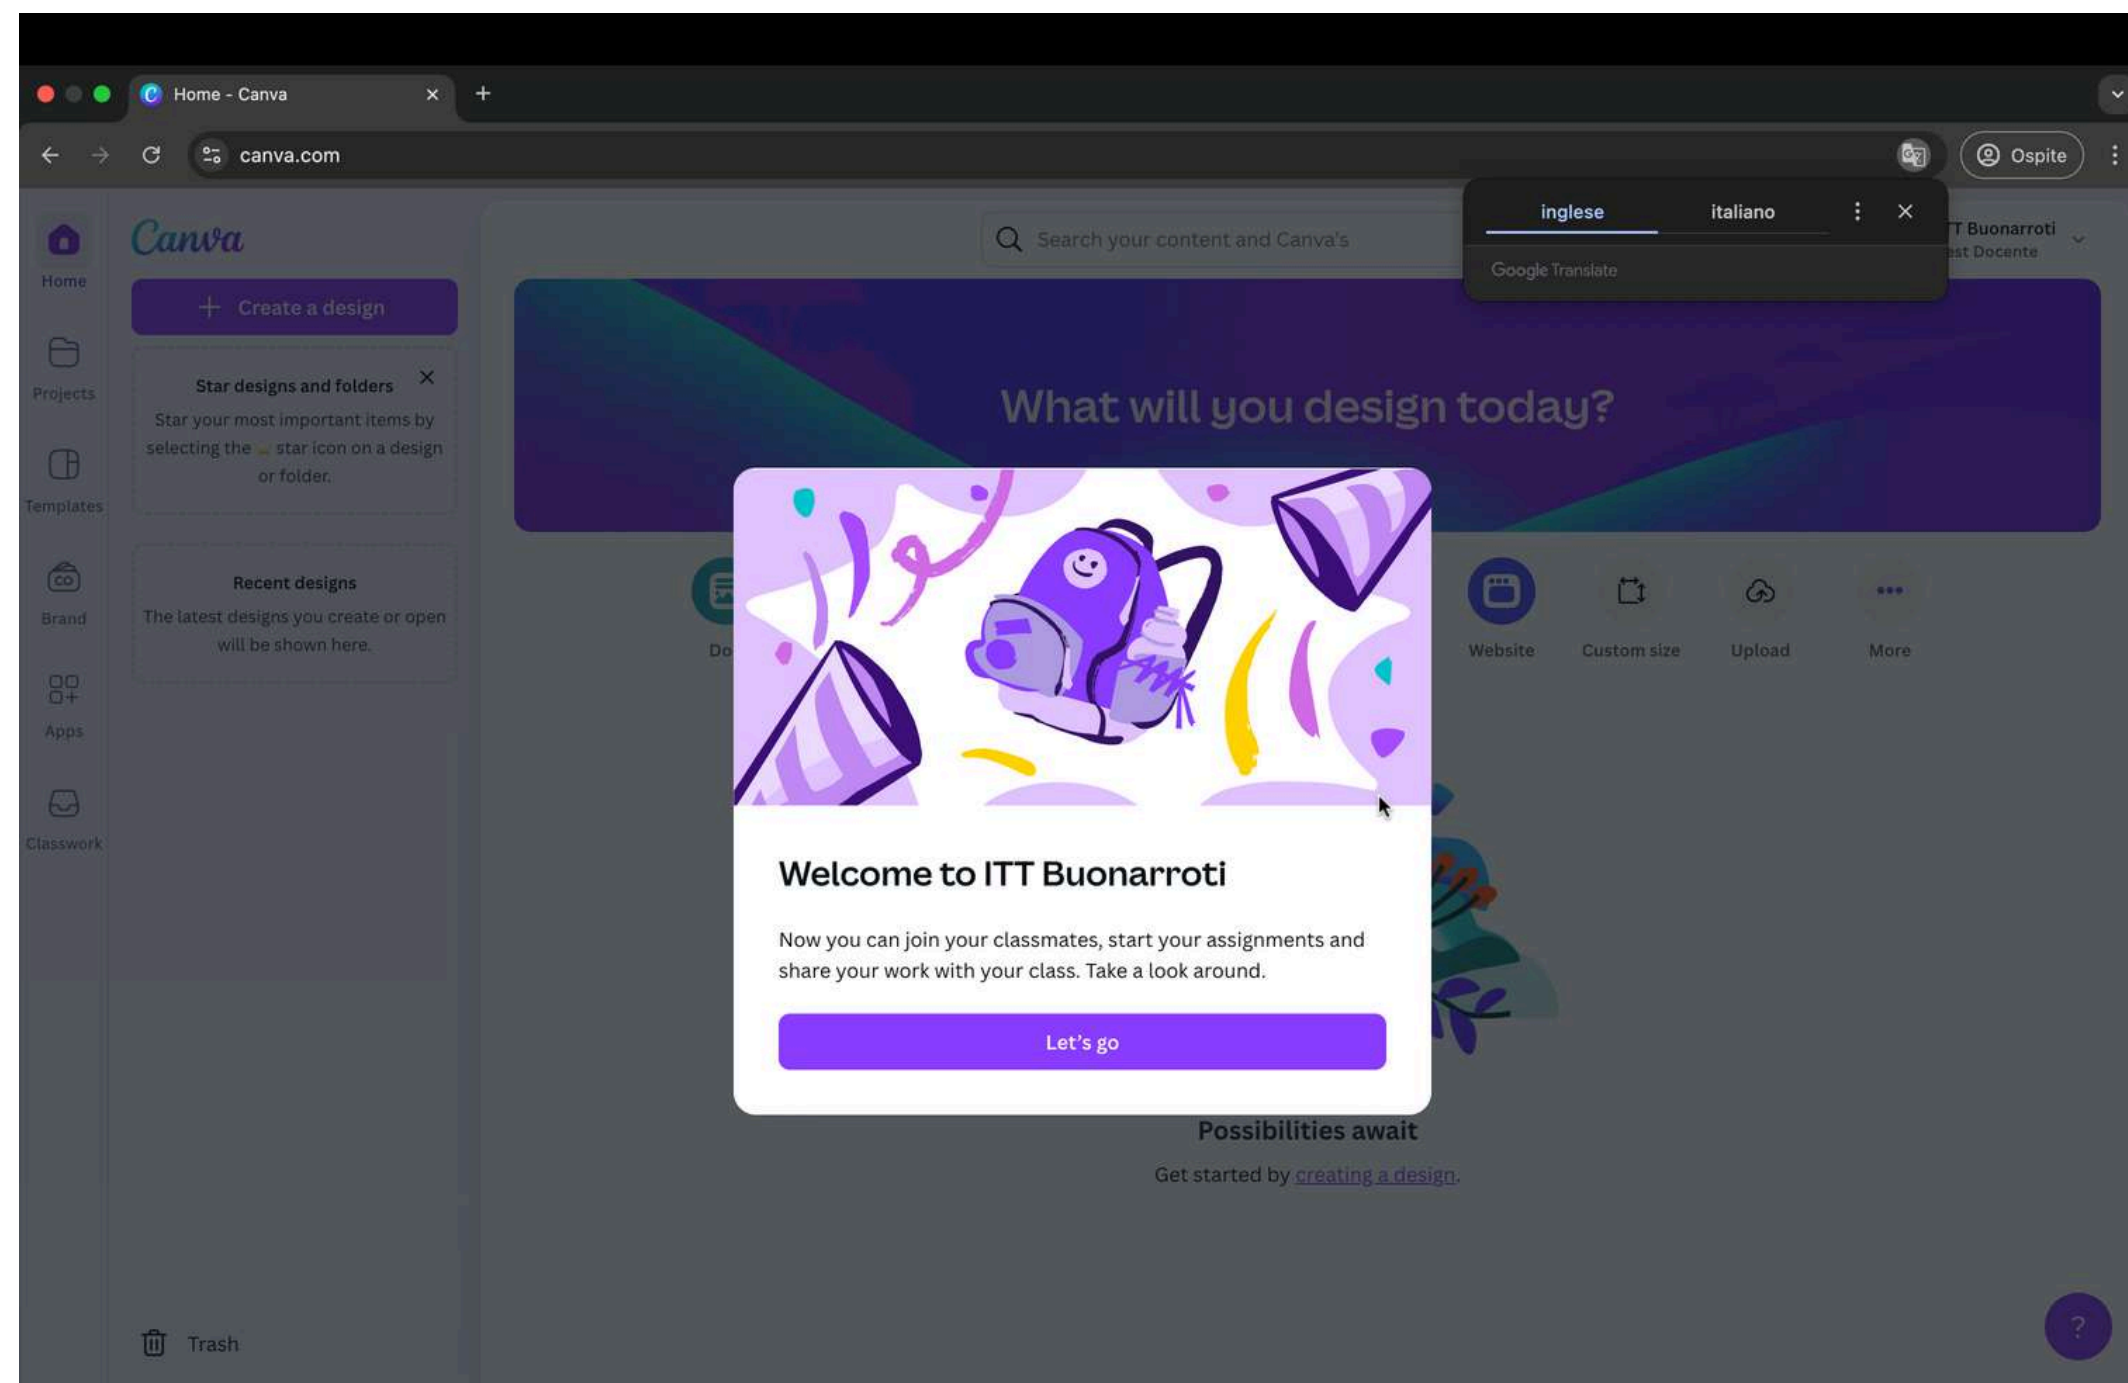 Home - Canva
canva.com
Ospite
inglese
italiano
Google Translate
Canva
Search your content and Canva's
Buonarroti
Docente
Home
Create a design
Projects
Star designs and folders
Star your most important items by
selecting the star icon on a design
or folder.
What will you design today?
Templates
Brand
Recent designs
The latest designs you create or open
will be shown here.
Website
Custom size
Upload
More
Apps
Classwork
Welcome to ITT Buonarroti
Now you can join your classmates, start your assignments and
share your work with your class. Take a look around.
Let's go
Possibilities await
Get started by creating a design.
Trash
?